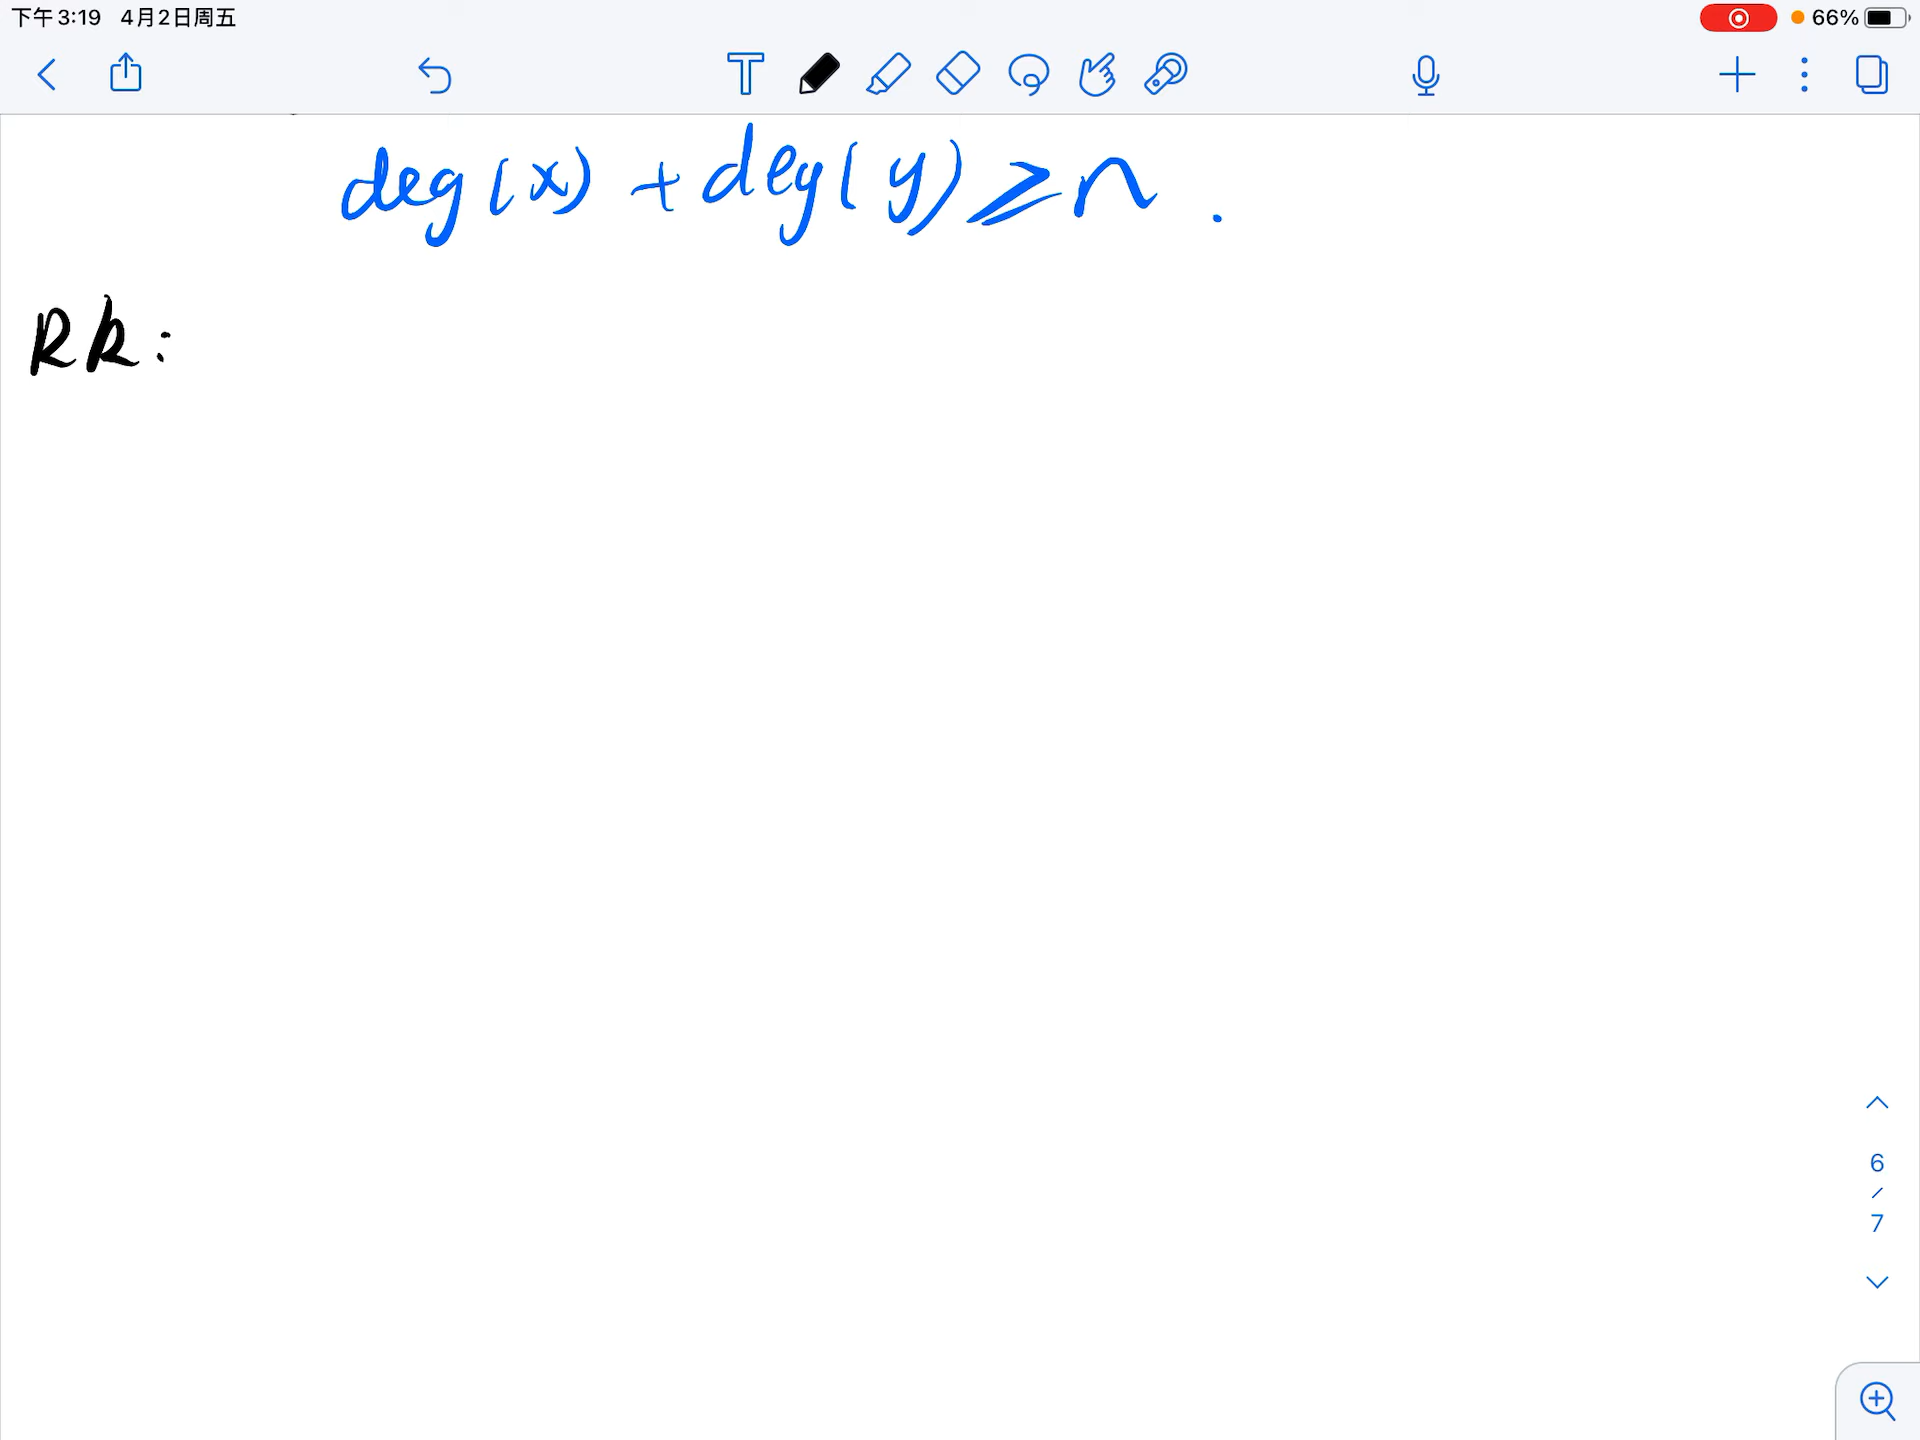 下午3:19 4月2日周五 66%
T
deg(x) + deg(y) ≥ n .
Rk:
6
/
7